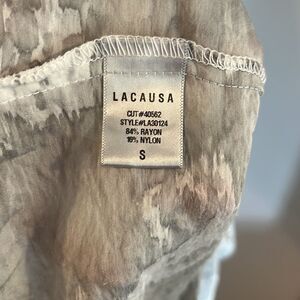 LACAUSA
CUT#40562
STYLE#LA30124
84% RAYON
16% NYLON
S